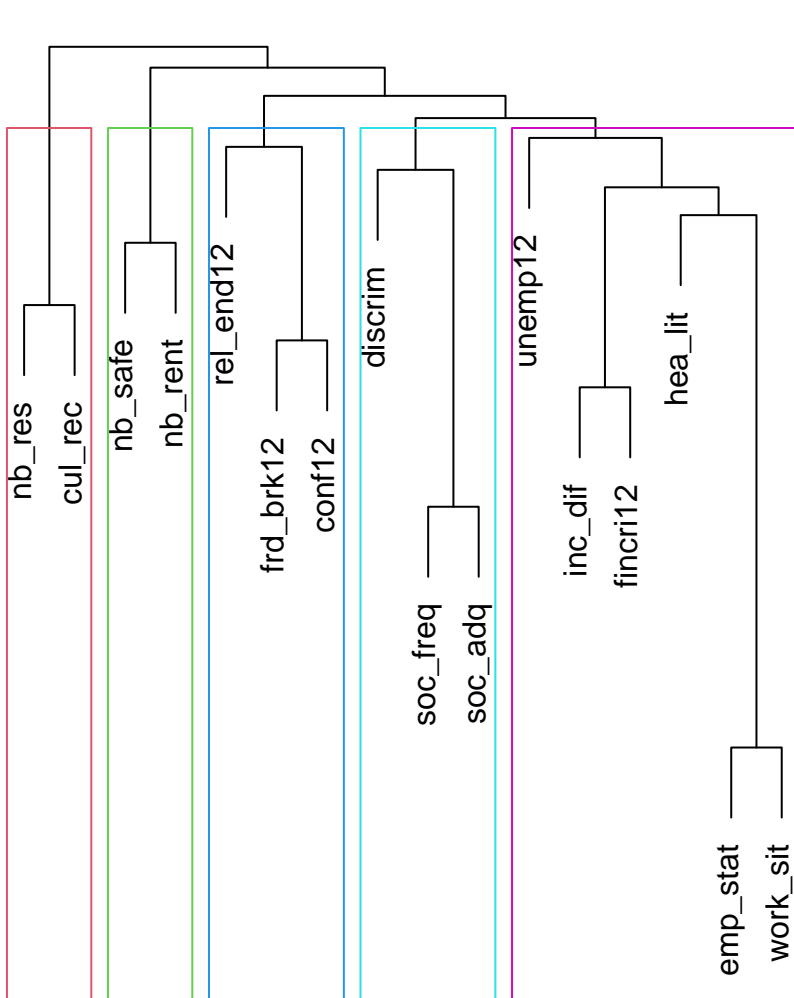 nb_res
cul_rec
nb_safe
nb_rent
rel_end12
frd_brk12
conf12
discrim
soc_freq
soc_adq
unemp12
inc_dif
fincri12
hea_lit
emp_stat
work_sit